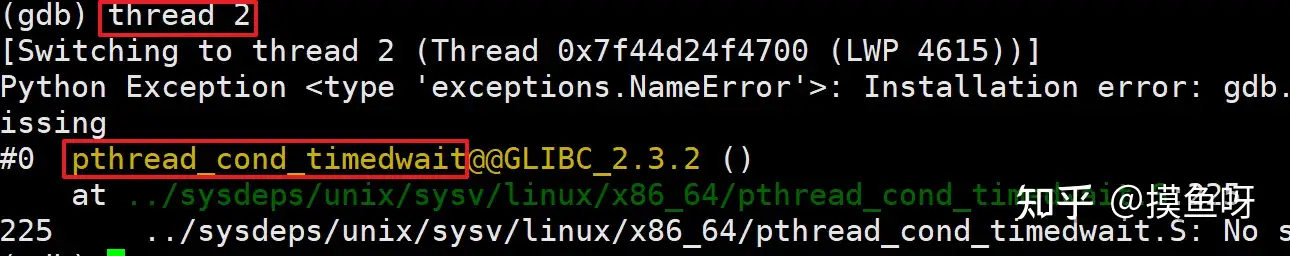 (gdb) thread 2
[Switching to thread 2 (Thread 0x7f44d24f4700 (LWP 4615))]
Python Exception <type 'exceptions.NameError'>: Installation error: gdb.
issing
#0  pthread_cond_timedwait@@GLIBC_2.3.2 ()
    at ../sysdeps/unix/sysv/linux/x86_64/pthread_cond_timedwait.S:225
225     ../sysdeps/unix/sysv/linux/x86_64/pthread_cond_timedwait.S: No s
知乎 @摸鱼呀